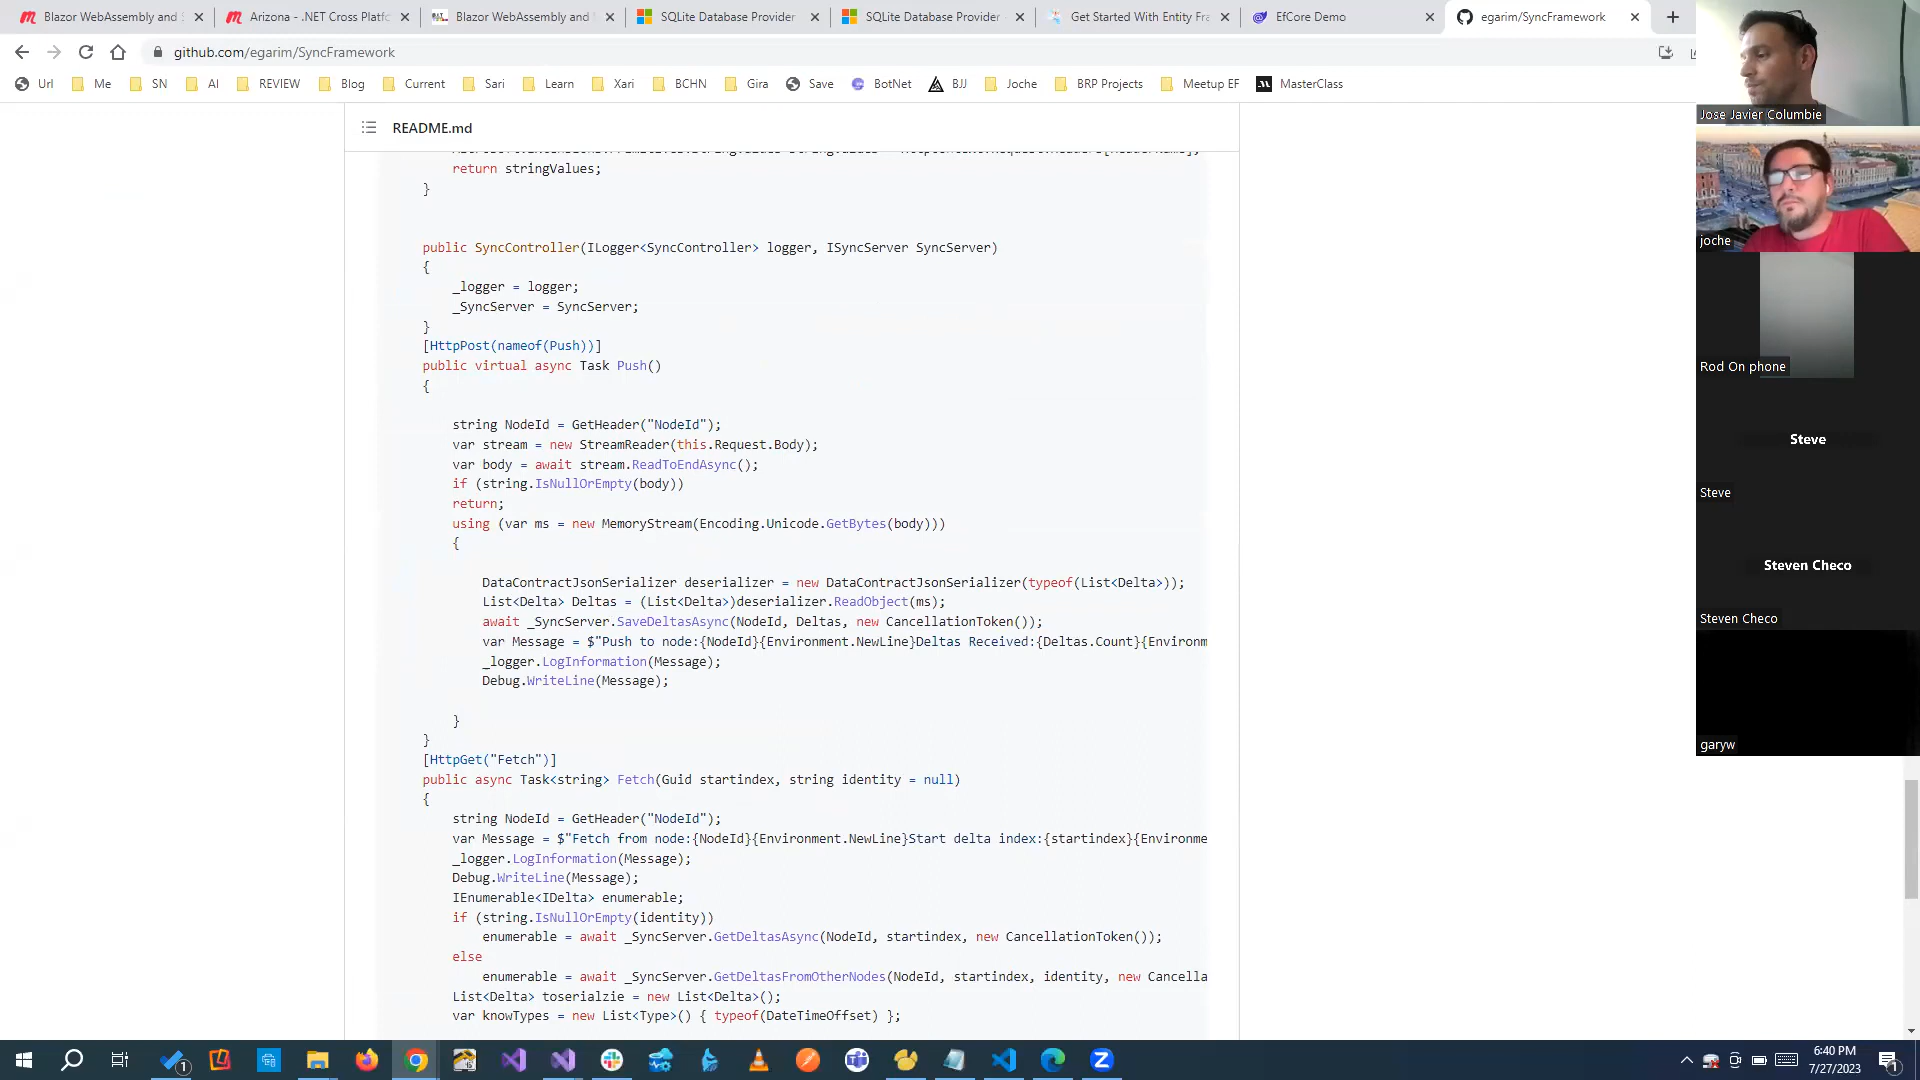 Blazor WebAssembly and S
Arizona - .NET Cross Platfo
Blazor WebAssembly and
SQLite Database Provider
SQLite Database Provider
Get Started With Entity Fra
EfCore Demo
egarim/SyncFramework
github.com/egarim/SyncFramework
Url
Me
SN
AI
REVIEW
Blog
Current
Sari
Learn
Xari
BCHN
Gira
Save
BotNet
BJJ
Joche
BRP Projects
Meetup EF
MasterClass
README.md
return stringValues;
}
public SyncController(ILogger<SyncController> logger, ISyncServer SyncServer)
{
_logger = logger;
_SyncServer = SyncServer;
}
[HttpPost(nameof(Push))]
public virtual async Task Push()
{
string NodeId = GetHeader("NodeId");
var stream = new StreamReader(this.Request.Body);
var body = await stream.ReadToEndAsync();
if (string.IsNullOrEmpty(body))
return;
using (var ms = new MemoryStream(Encoding.Unicode.GetBytes(body)))
{
DataContractJsonSerializer deserializer = new DataContractJsonSerializer(typeof(List<Delta>));
List<Delta> Deltas = (List<Delta>)deserializer.ReadObject(ms);
await _SyncServer.SaveDeltasAsync(NodeId, Deltas, new CancellationToken());
var Message = $"Push to node:{NodeId}{Environment.NewLine}Deltas Received:{Deltas.Count}{Environm
_logger.LogInformation(Message);
Debug.WriteLine(Message);
}
}
[HttpGet("Fetch")]
public async Task<string> Fetch(Guid startindex, string identity = null)
{
string NodeId = GetHeader("NodeId");
var Message = $"Fetch from node:{NodeId}{Environment.NewLine}Start delta index:{startindex}{Environme
_logger.LogInformation(Message);
Debug.WriteLine(Message);
IEnumerable<IDelta> enumerable;
if (string.IsNullOrEmpty(identity))
enumerable = await _SyncServer.GetDeltasAsync(NodeId, startindex, new CancellationToken());
else
enumerable = await _SyncServer.GetDeltasFromOtherNodes(NodeId, startindex, identity, new Cancella
List<Delta> toserialzie = new List<Delta>();
var knowTypes = new List<Type>() { typeof(DateTimeOffset) };
Jose Javier Columbie
joche
Rod On phone
Steve
Steve
Steven Checo
Steven Checo
garyw
1
6:40 PM
7/27/2023
1